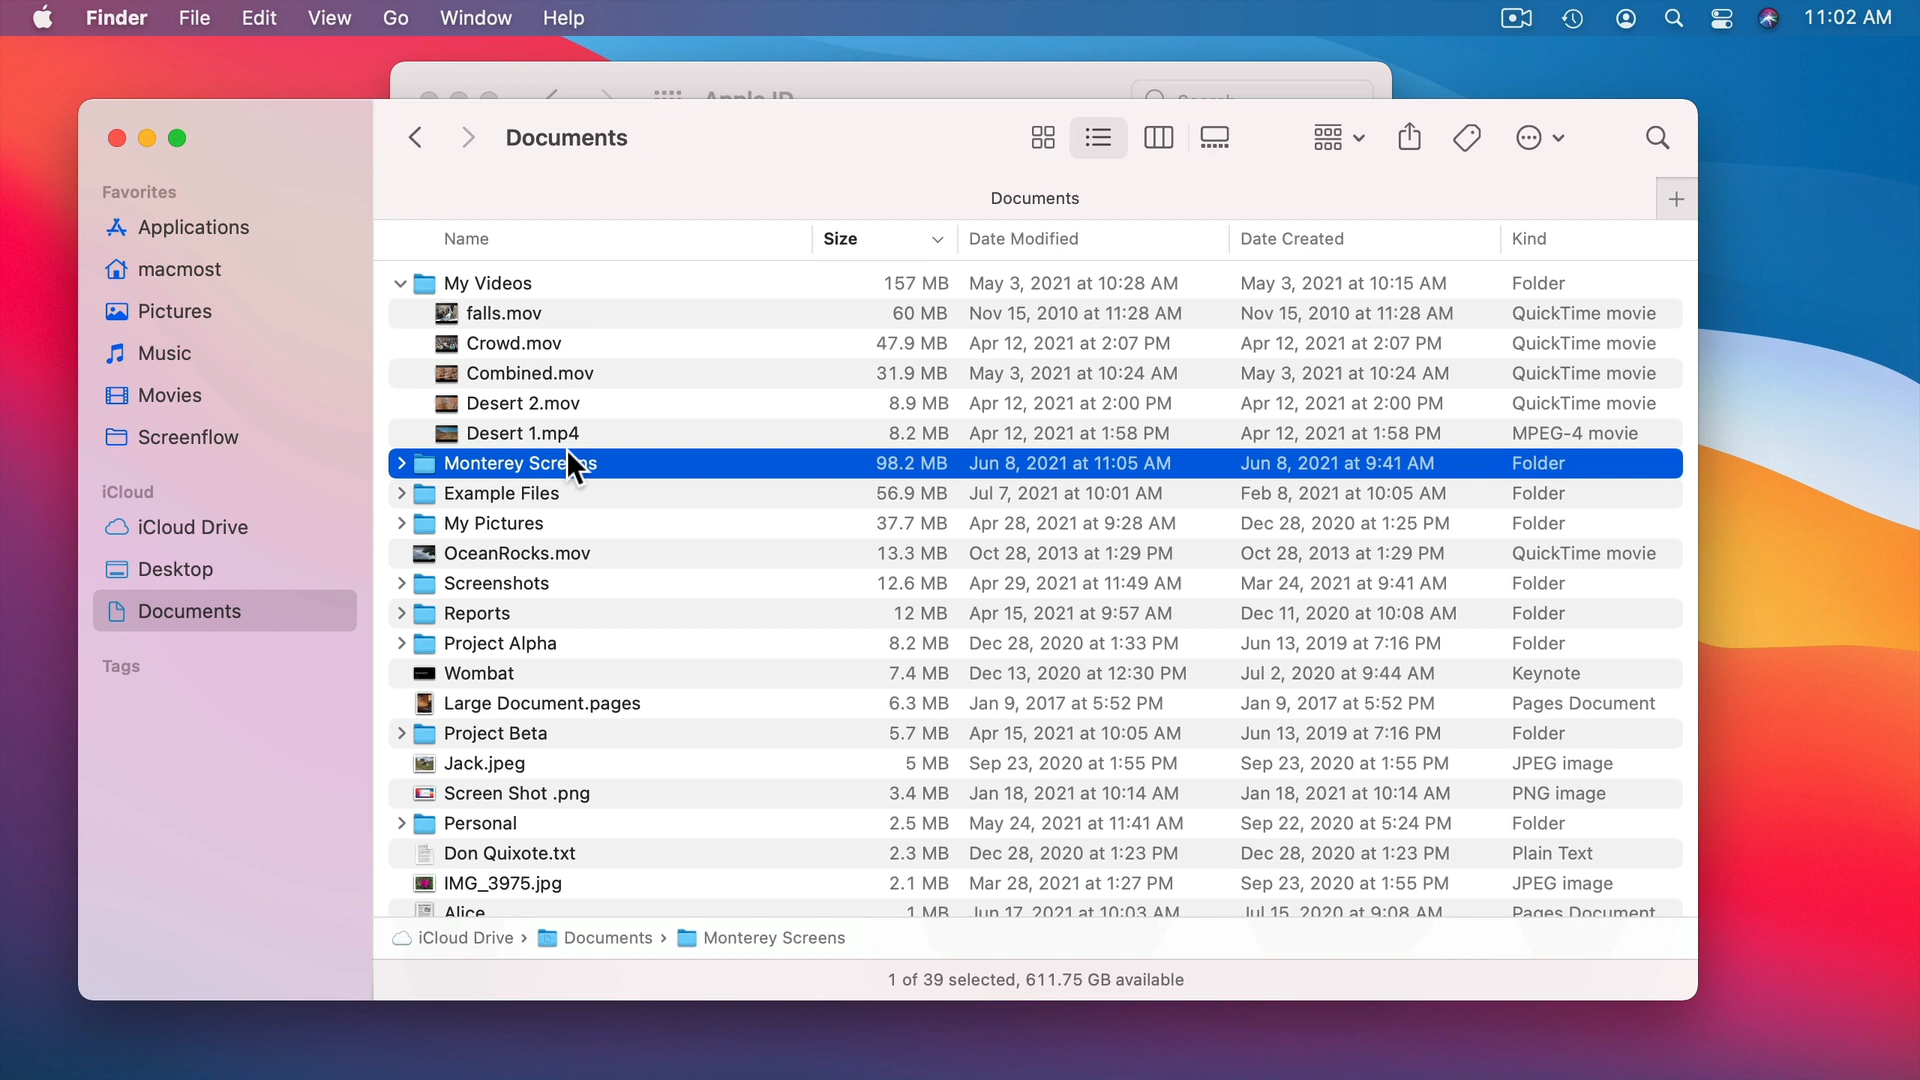 Finder File Edit View Go Window Help 11:02 AM
Apple ID Search
Documents
Documents
Favorites
Applications
macmost
Pictures
Music
Movies
Screenflow
iCloud
iCloud Drive
Desktop
Documents
Tags
Name Size Date Modified Date Created Kind
My Videos 157 MB May 3, 2021 at 10:28 AM May 3, 2021 at 10:15 AM Folder
falls.mov 60 MB Nov 15, 2010 at 11:28 AM Nov 15, 2010 at 11:28 AM QuickTime movie
Crowd.mov 47.9 MB Apr 12, 2021 at 2:07 PM Apr 12, 2021 at 2:07 PM QuickTime movie
Combined.mov 31.9 MB May 3, 2021 at 10:24 AM May 3, 2021 at 10:24 AM QuickTime movie
Desert 2.mov 8.9 MB Apr 12, 2021 at 2:00 PM Apr 12, 2021 at 2:00 PM QuickTime movie
Desert 1.mp4 8.2 MB Apr 12, 2021 at 1:58 PM Apr 12, 2021 at 1:58 PM MPEG-4 movie
Monterey Screens 98.2 MB Jun 8, 2021 at 11:05 AM Jun 8, 2021 at 9:41 AM Folder
Example Files 56.9 MB Jul 7, 2021 at 10:01 AM Feb 8, 2021 at 10:05 AM Folder
My Pictures 37.7 MB Apr 28, 2021 at 9:28 AM Dec 28, 2020 at 1:25 PM Folder
OceanRocks.mov 13.3 MB Oct 28, 2013 at 1:29 PM Oct 28, 2013 at 1:29 PM QuickTime movie
Screenshots 12.6 MB Apr 29, 2021 at 11:49 AM Mar 24, 2021 at 9:41 AM Folder
Reports 12 MB Apr 15, 2021 at 9:57 AM Dec 11, 2020 at 10:08 AM Folder
Project Alpha 8.2 MB Dec 28, 2020 at 1:33 PM Jun 13, 2019 at 7:16 PM Folder
Wombat 7.4 MB Dec 13, 2020 at 12:30 PM Jul 2, 2020 at 9:44 AM Keynote
Large Document.pages 6.3 MB Jan 9, 2017 at 5:52 PM Jan 9, 2017 at 5:52 PM Pages Document
Project Beta 5.7 MB Apr 15, 2021 at 10:05 AM Jun 13, 2019 at 7:16 PM Folder
Jack.jpeg 5 MB Sep 23, 2020 at 1:55 PM Sep 23, 2020 at 1:55 PM JPEG image
Screen Shot .png 3.4 MB Jan 18, 2021 at 10:14 AM Jan 18, 2021 at 10:14 AM PNG image
Personal 2.5 MB May 24, 2021 at 11:41 AM Sep 22, 2020 at 5:24 PM Folder
Don Quixote.txt 2.3 MB Dec 28, 2020 at 1:23 PM Dec 28, 2020 at 1:23 PM Plain Text
IMG_3975.jpg 2.1 MB Mar 28, 2021 at 1:27 PM Sep 23, 2020 at 1:55 PM JPEG image
Alice 1 MB Jun 17, 2021 at 10:03 AM Jul 15, 2020 at 9:08 AM Pages Document
iCloud Drive › Documents › Monterey Screens
1 of 39 selected, 611.75 GB available